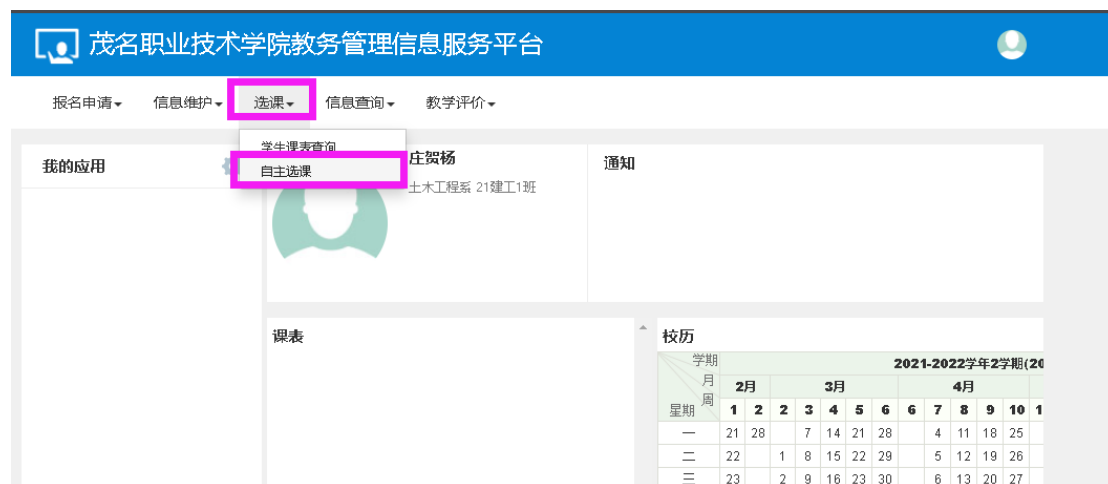 茂名职业技术学院教务管理信息服务平台
报名申请 信息维护 选课 信息查询 教学评价
学生课表查询
自主选课
我的应用
庄贺杨
土木工程系 21建工1班
通知
课表
校历
学期 2021-2022学年2学期(20
月 2月 3月 4月
周
星期 1 2 2 3 4 5 6 6 7 8 9 10 1
一 21 28 7 14 21 28 4 11 18 25
二 22 1 8 15 22 29 5 12 19 26
三 23 2 9 16 23 30 6 13 20 27